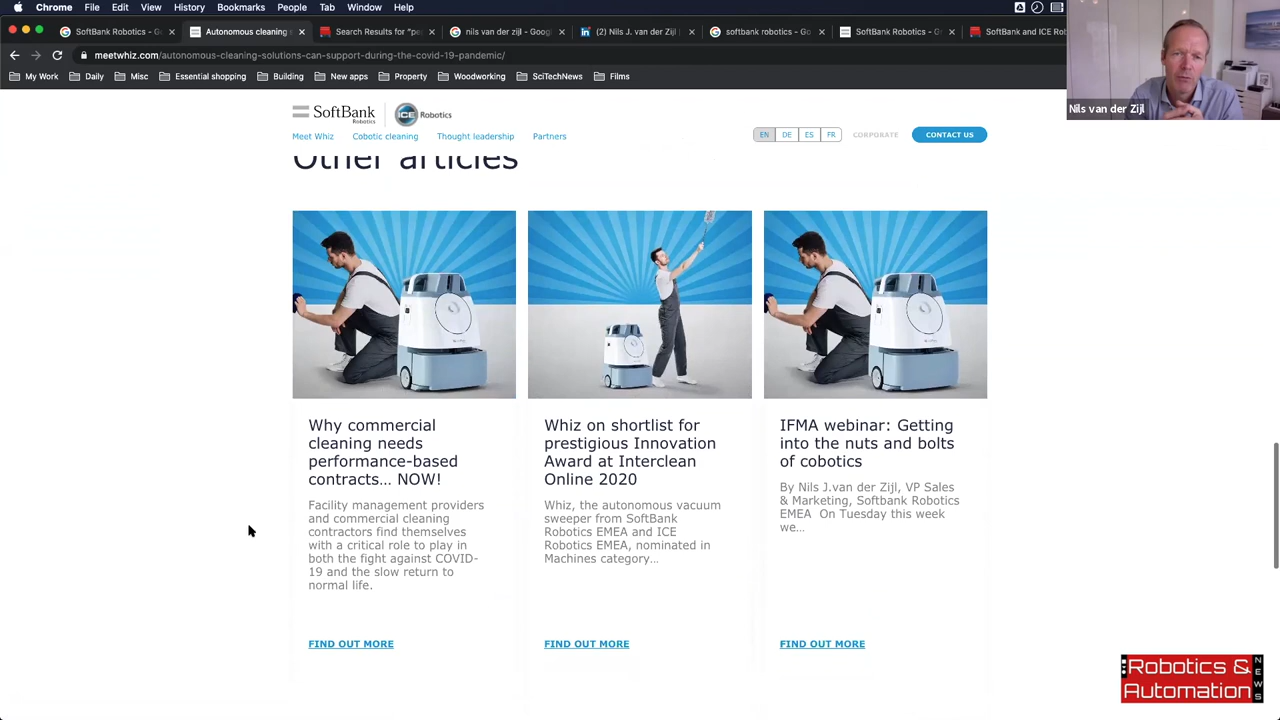 Chrome File Edit View History Bookmarks People Tab Window Help
SoftBank Robotics - G
Autonomous cleaning
Search Results for "pe
nils van der zijl - Goog
(2) Nils J. van der Zijl
softbank robotics - Go
SoftBank Robotics - G
SoftBank and ICE Rob
meetwhiz.com/autonomous-cleaning-solutions-can-support-during-the-covid-19-pandemic/
My Work Daily Misc Essential shopping Building New apps Property Woodworking SciTechNews Films
Nils van der Zijl
SoftBank
Robotics
ICE Robotics
Meet Whiz Cobotic cleaning Thought leadership Partners
EN DE ES FR CORPORATE CONTACT US
Other articles
Why commercial
cleaning needs
performance-based
contracts... NOW!
Facility management providers
and commercial cleaning
contractors find themselves
with a critical role to play in
both the fight against COVID-
19 and the slow return to
normal life.
FIND OUT MORE
Whiz on shortlist for
prestigious Innovation
Award at Interclean
Online 2020
Whiz, the autonomous vacuum
sweeper from SoftBank
Robotics EMEA and ICE
Robotics EMEA, nominated in
Machines category...
FIND OUT MORE
IFMA webinar: Getting
into the nuts and bolts
of cobotics
By Nils J.van der Zijl, VP Sales
& Marketing, Softbank Robotics
EMEA  On Tuesday this week
we...
FIND OUT MORE
Robotics &
Automation
NEWS